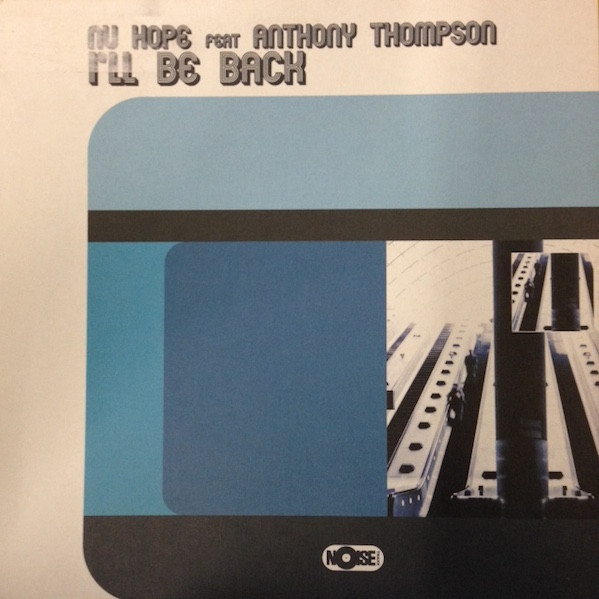 NU HOPE FEAT ANTHONY THOMPSON
I'LL BE BACK
NOISE